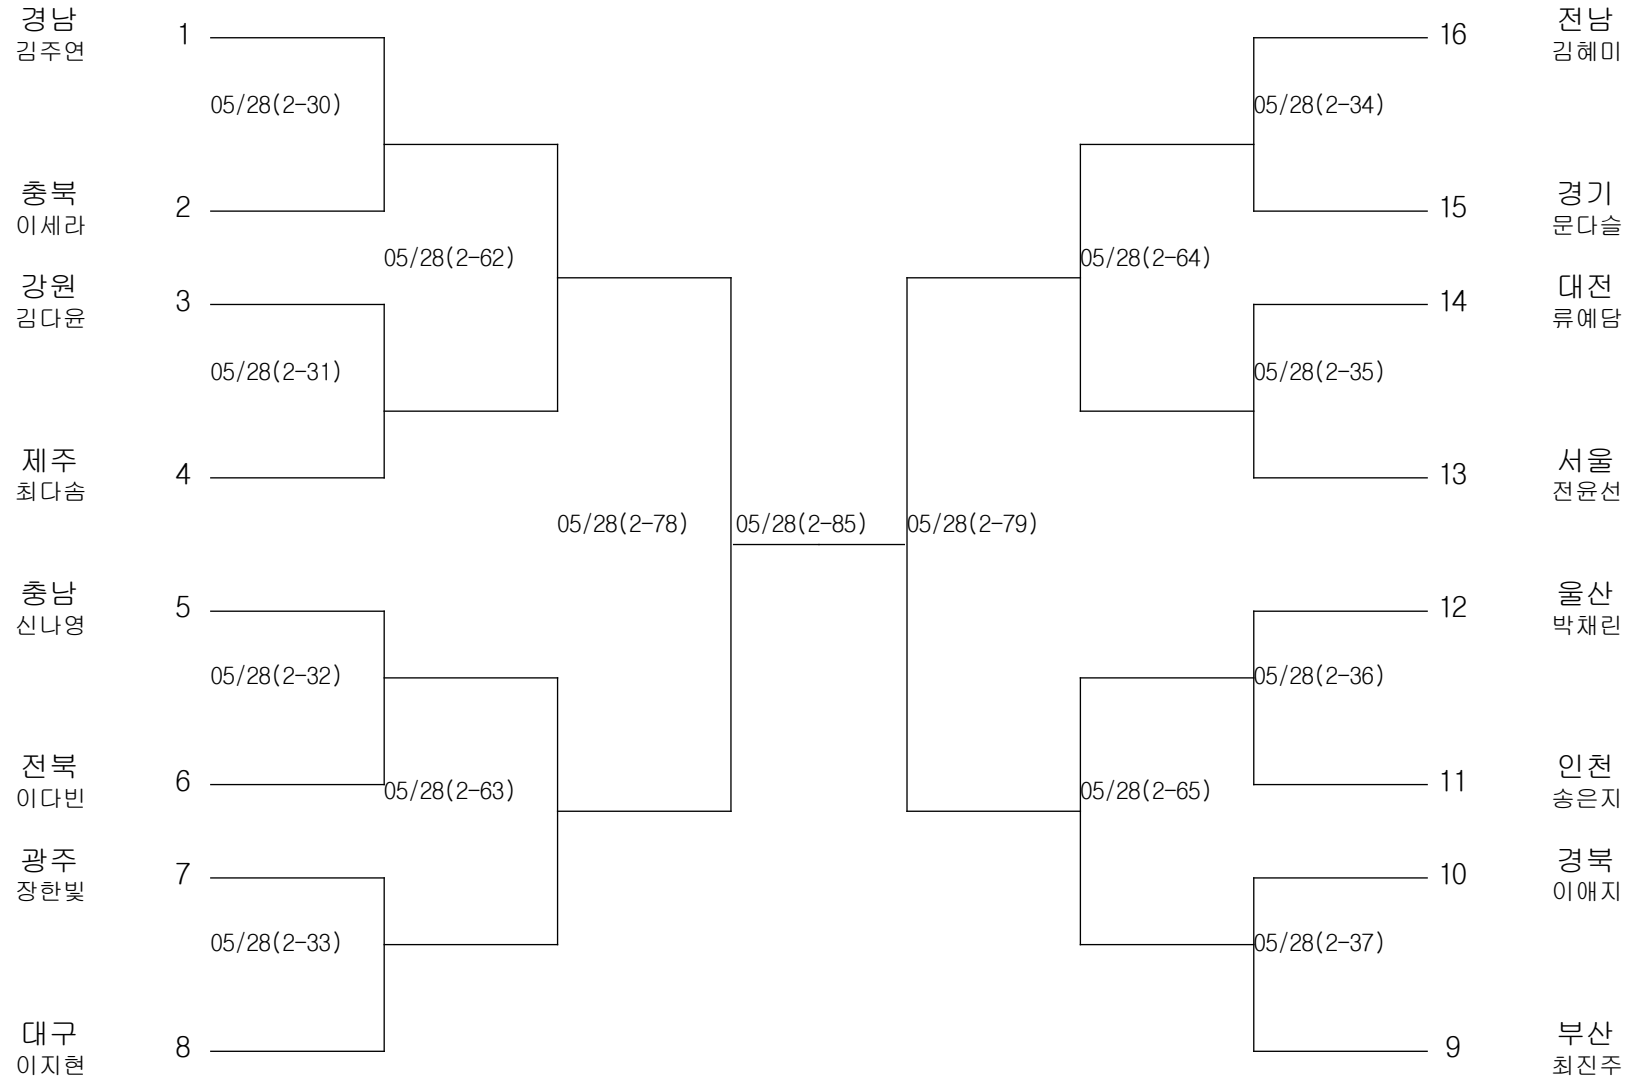 경남
김주연
1
05/28(2-30)
충북
이세라
2
05/28(2-62)
강원
김다윤
3
05/28(2-31)
제주
최다솜
4
05/28(2-78)
충남
신나영
5
05/28(2-32)
전북
이다빈
6
05/28(2-63)
광주
장한빛
7
05/28(2-33)
대구
이지현
8
05/28(2-85)
16
전남
김혜미
05/28(2-34)
15
경기
문다슬
05/28(2-64)
14
대전
류예담
05/28(2-35)
13
서울
전윤선
05/28(2-79)
12
울산
박채린
05/28(2-36)
11
인천
송은지
05/28(2-65)
10
경북
이애지
05/28(2-37)
9
부산
최진주